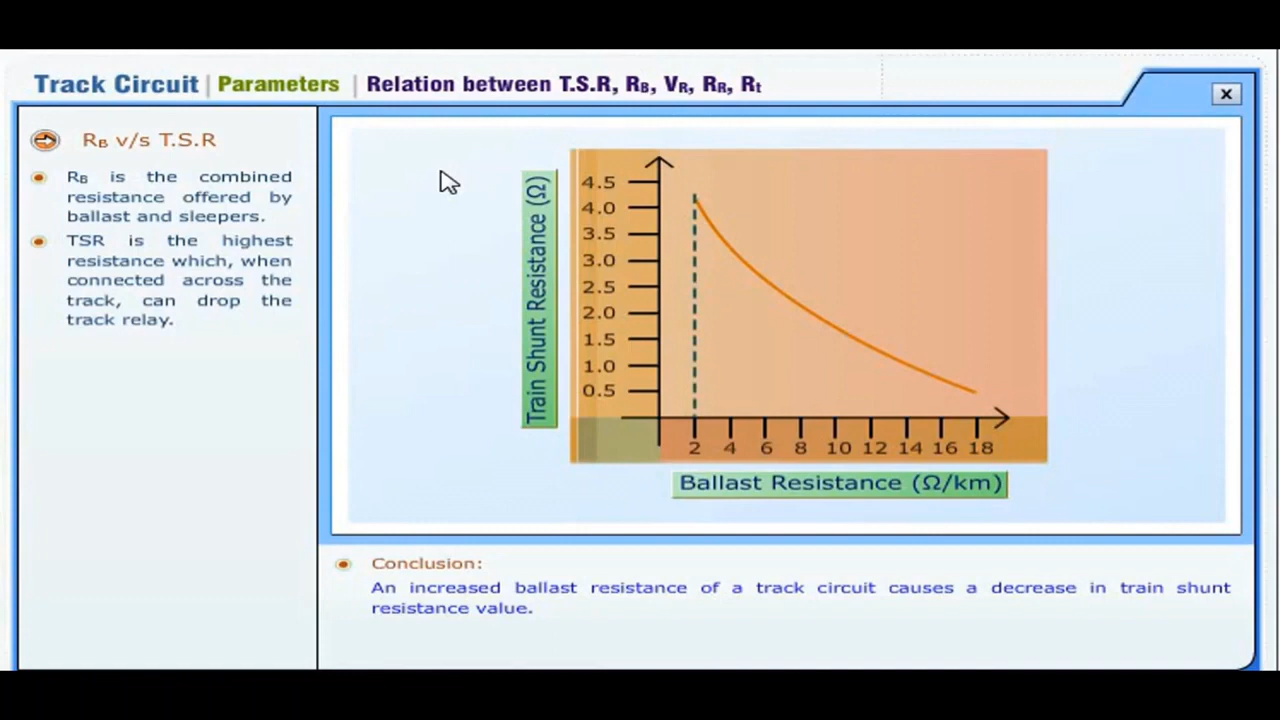 Track Circuit | Parameters | Relation between T.S.R, RB, VR, RR, Rt
x
RB v/s T.S.R
RB is the combined
resistance offered by
ballast and sleepers.
TSR is the highest
resistance which, when
connected across the
track, can drop the
track relay.
Train Shunt Resistance (Ω)
4.5
4.0
3.5
3.0
2.5
2.0
1.5
1.0
0.5
2 4 6 8 10 12 14 16 18
Ballast Resistance (Ω/km)
Conclusion:
An increased ballast resistance of a track circuit causes a decrease in train shunt
resistance value.